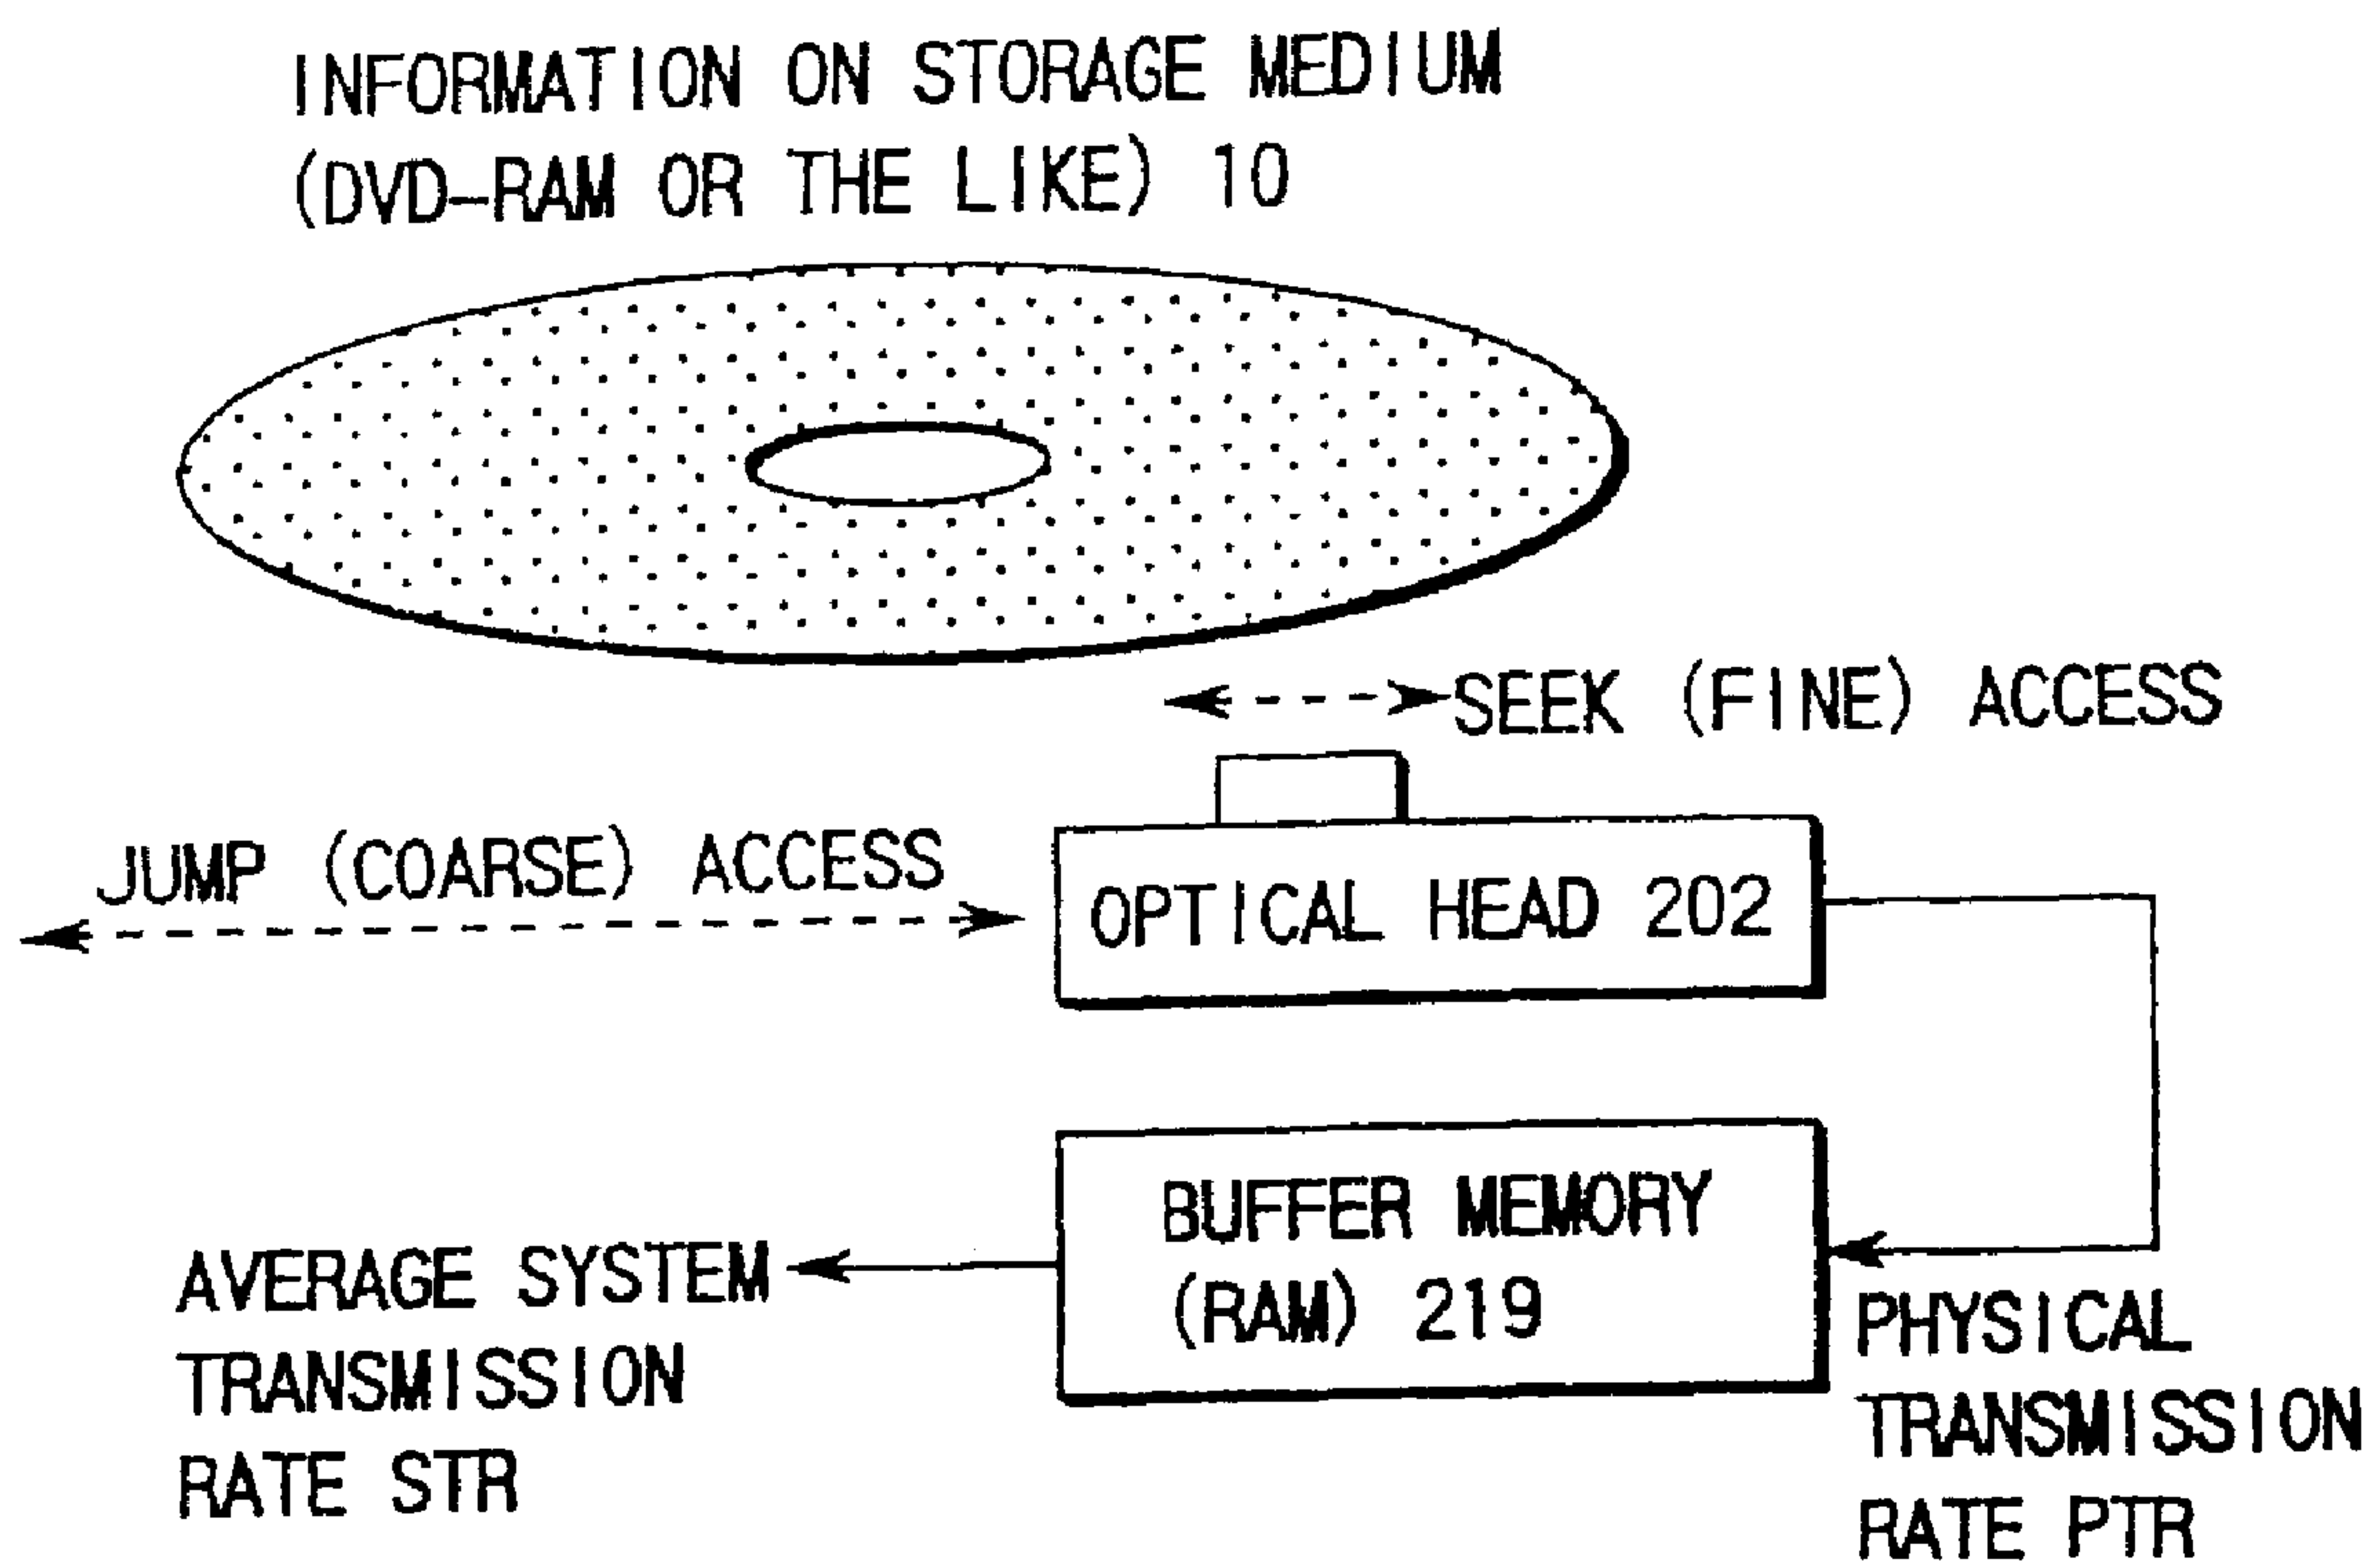 INFORMATION ON STORAGE MEDIUM
(DVD-RAM OR THE LIKE) 10
SEEK (FINE) ACCESS
JUMP (COARSE) ACCESS
OPTICAL HEAD 202
BUFFER MEMORY
(RAM) 219
AVERAGE SYSTEM
TRANSMISSION
RATE STR
PHYSICAL
TRANSMISSION
RATE PTR